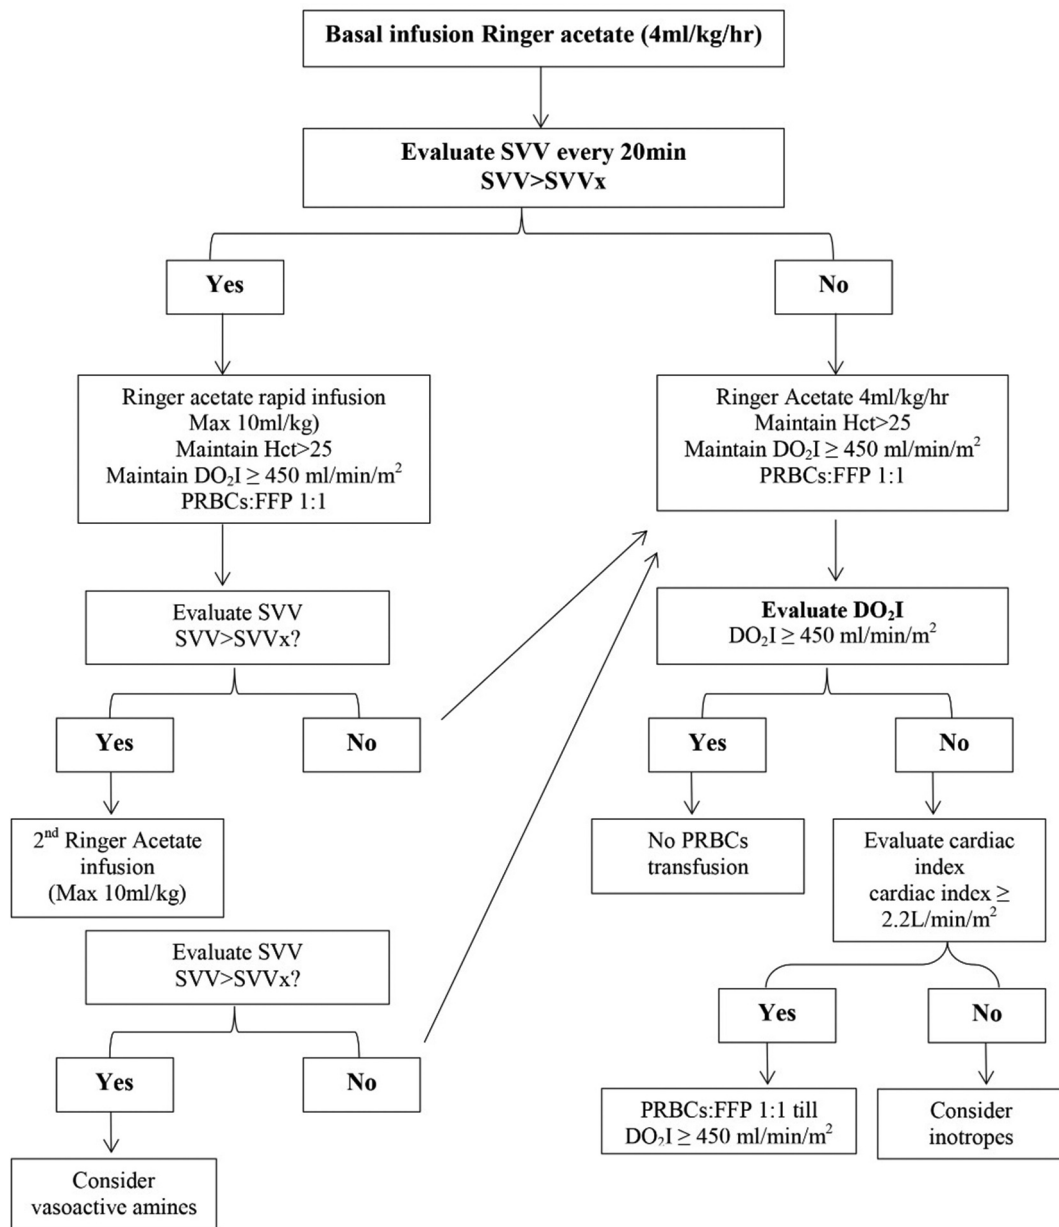 Basal infusion Ringer acetate (4ml/kg/hr)
Evaluate SVV every 20min
SVV>SVVx
Yes
No
Ringer acetate rapid infusion
Max 10ml/kg)
Maintain Hct>25
Maintain DO₂I ≥ 450 ml/min/m²
PRBCs:FFP 1:1
Ringer Acetate 4ml/kg/hr
Maintain Hct>25
Maintain DO₂I ≥ 450 ml/min/m²
PRBCs:FFP 1:1
Evaluate SVV
SVV>SVVx?
Evaluate DO₂I
DO₂I ≥ 450 ml/min/m²
Yes
No
Yes
No
2nd Ringer Acetate
infusion
(Max 10ml/kg)
No PRBCs
transfusion
Evaluate cardiac
index
cardiac index ≥
2.2L/min/m²
Evaluate SVV
SVV>SVVx?
Yes
No
Yes
No
PRBCs:FFP 1:1 till
DO₂I ≥ 450 ml/min/m²
Consider
inotropes
Consider
vasoactive amines